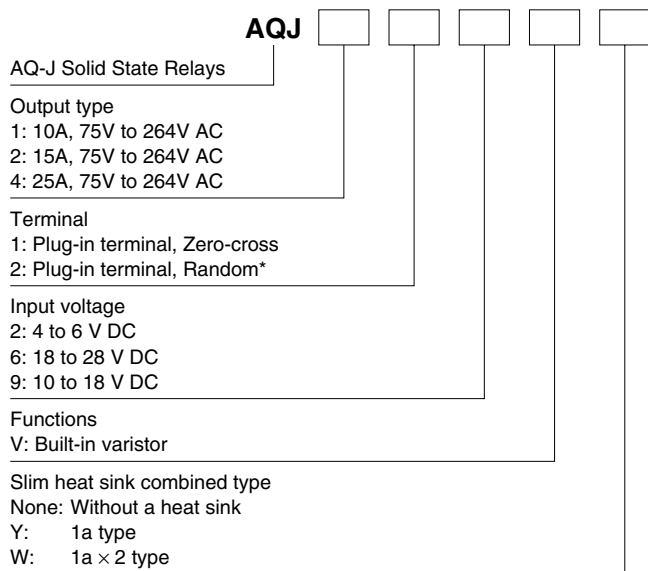 AQJ
AQ-J Solid State Relays
Output type
1: 10A, 75V to 264V AC
2: 15A, 75V to 264V AC
4: 25A, 75V to 264V AC
Terminal
1: Plug-in terminal, Zero-cross
2: Plug-in terminal, Random*
Input voltage
2: 4 to 6 V DC
6: 18 to 28 V DC
9: 10 to 18 V DC
Functions
V: Built-in varistor
Slim heat sink combined type
None: Without a heat sink
Y: 1a type
W: 1a × 2 type